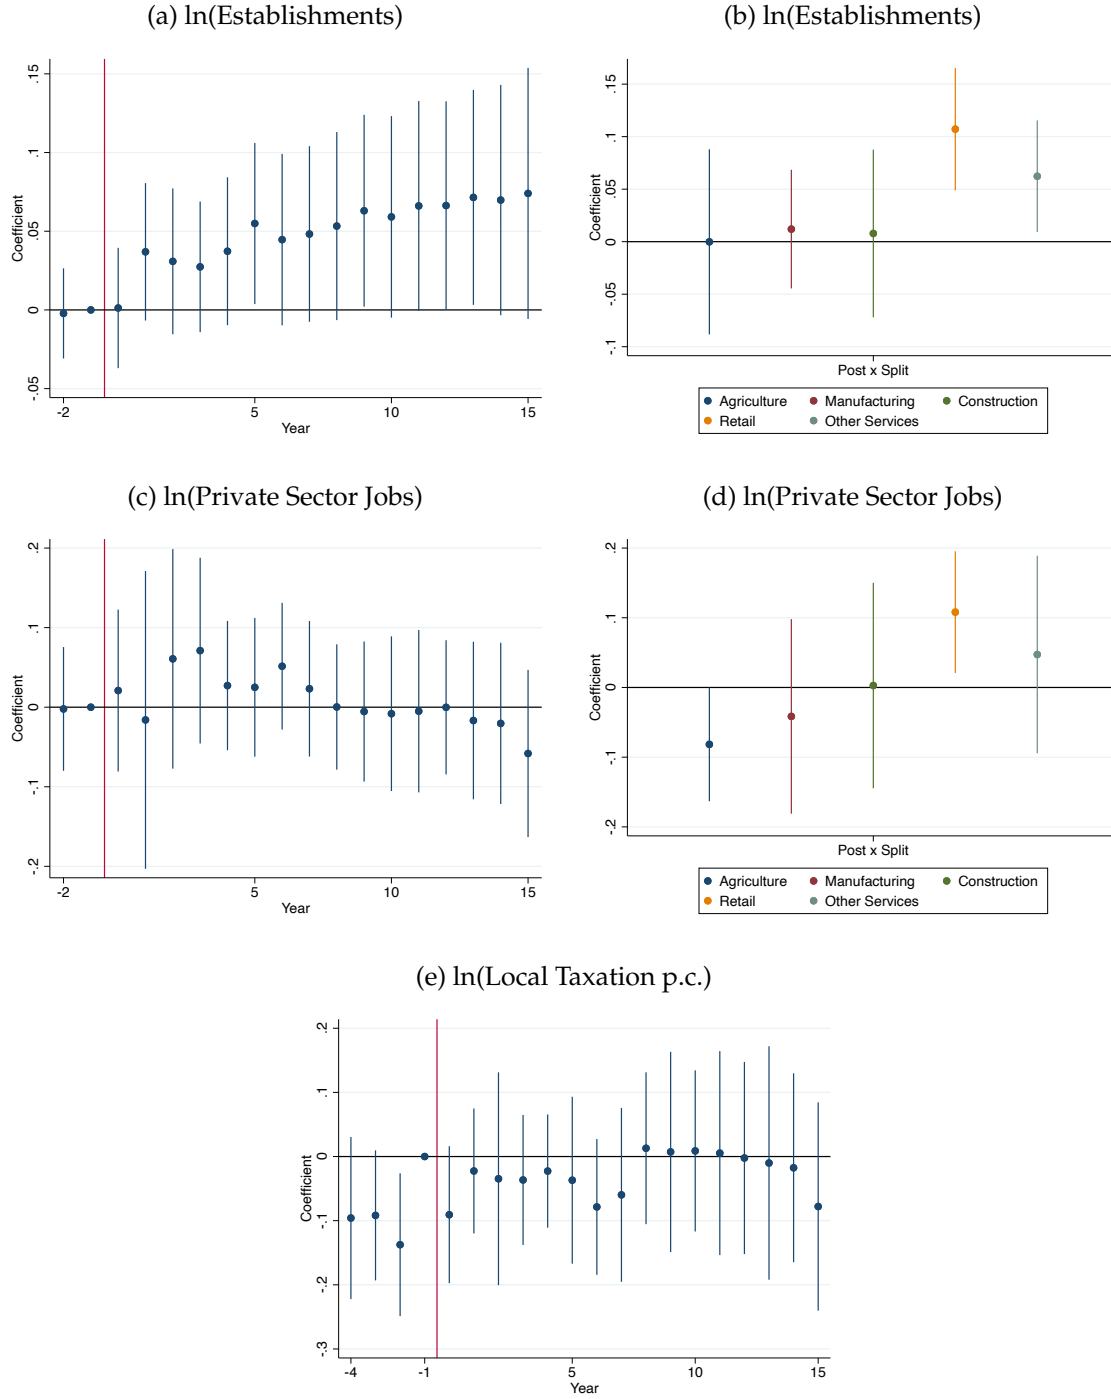 (a) ln(Establishments)
(b) ln(Establishments)
Coefficient
.15
.1
.05
0
-.05
-2
5
10
15
Year
Coefficient
.15
.1
.05
0
-.05
-.1
Post x Split
Agriculture
Manufacturing
Construction
Retail
Other Services
(c) ln(Private Sector Jobs)
(d) ln(Private Sector Jobs)
Coefficient
.2
.1
0
-.1
-.2
-2
5
10
15
Year
Coefficient
.2
.1
0
-.1
-.2
Post x Split
Agriculture
Manufacturing
Construction
Retail
Other Services
(e) ln(Local Taxation p.c.)
Coefficient
.2
.1
0
-.1
-.2
-.3
-4
-1
5
10
15
Year